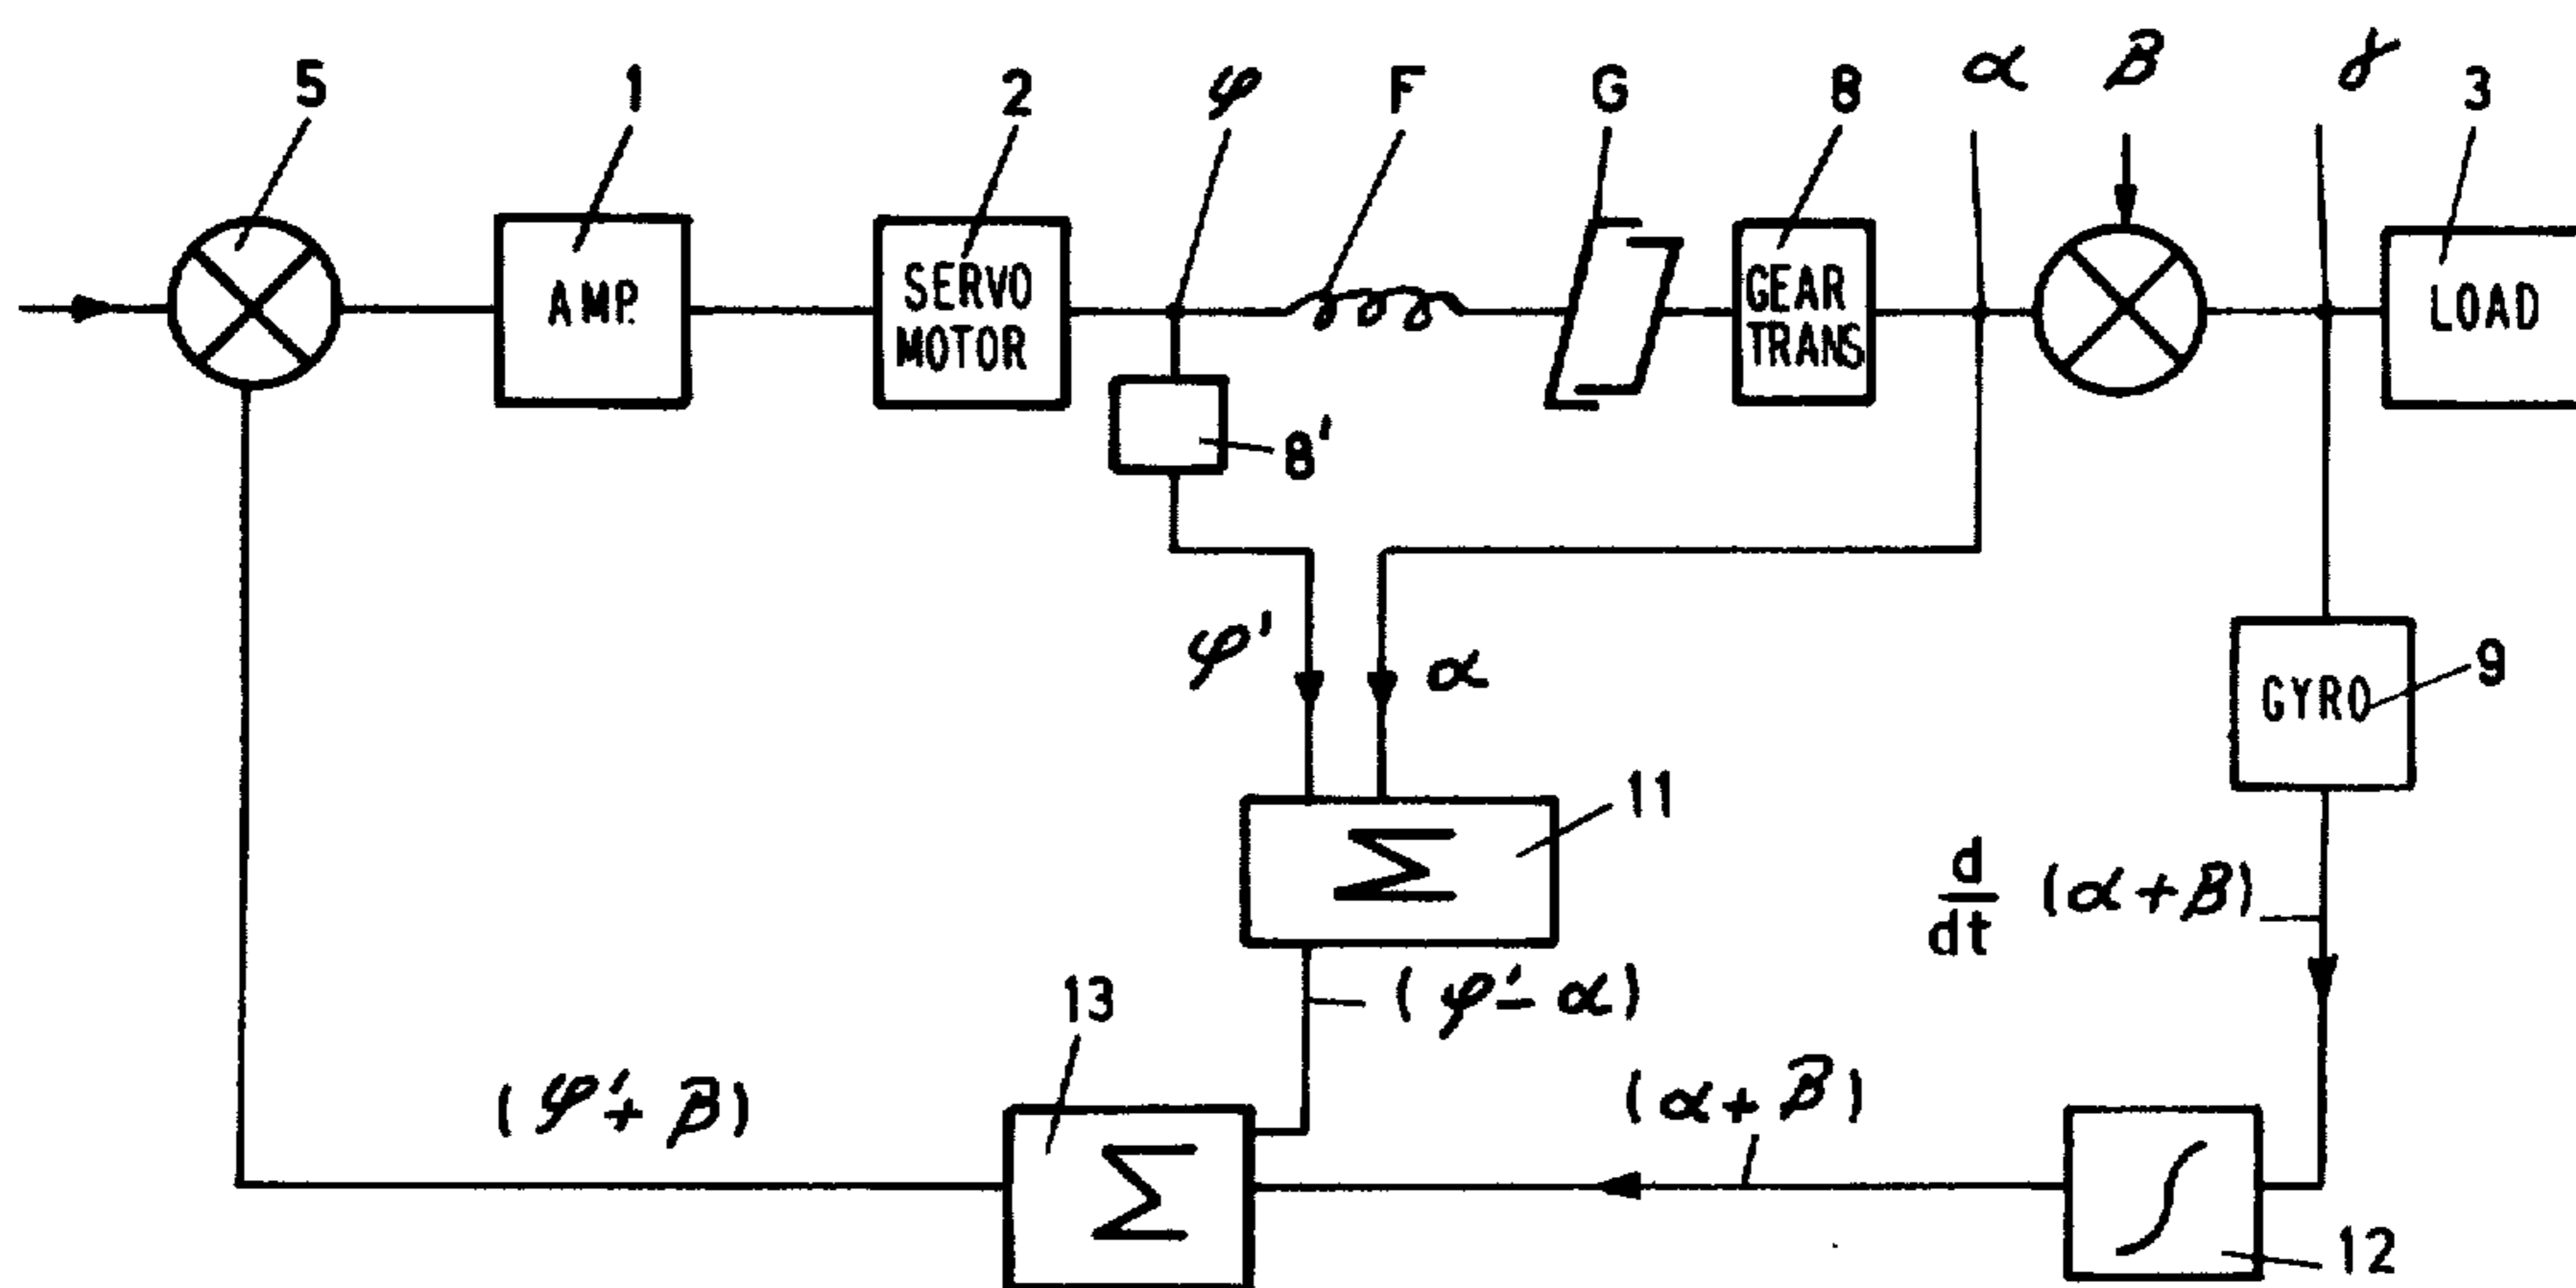 5 1 2 φ F G 8 α β γ 3
AMP.
SERVO
MOTOR
GEAR
TRANS
LOAD
8'
φ' α
GYRO 9
11
Σ
d/dt (α + β)
(φ' - α)
13
(φ' + β)
(α + β)
Σ
∫
12